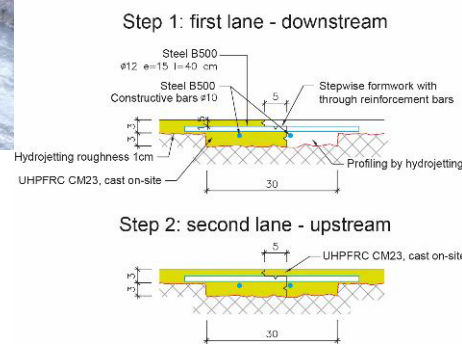 Step 1: first lane - downstream
Steel B500
ø12 e=15 l=40 cm
Steel B500
Constructive bars ø10
5
Stepwise formwork with
through reinforcement bars
3
3
1.5
Hydrojetting roughness 1cm
Profiling by hydrojetting
UHPFRC CM23, cast on-site
30
Step 2: second lane - upstream
5
UHPFRC CM23, cast on-site
3
3
30